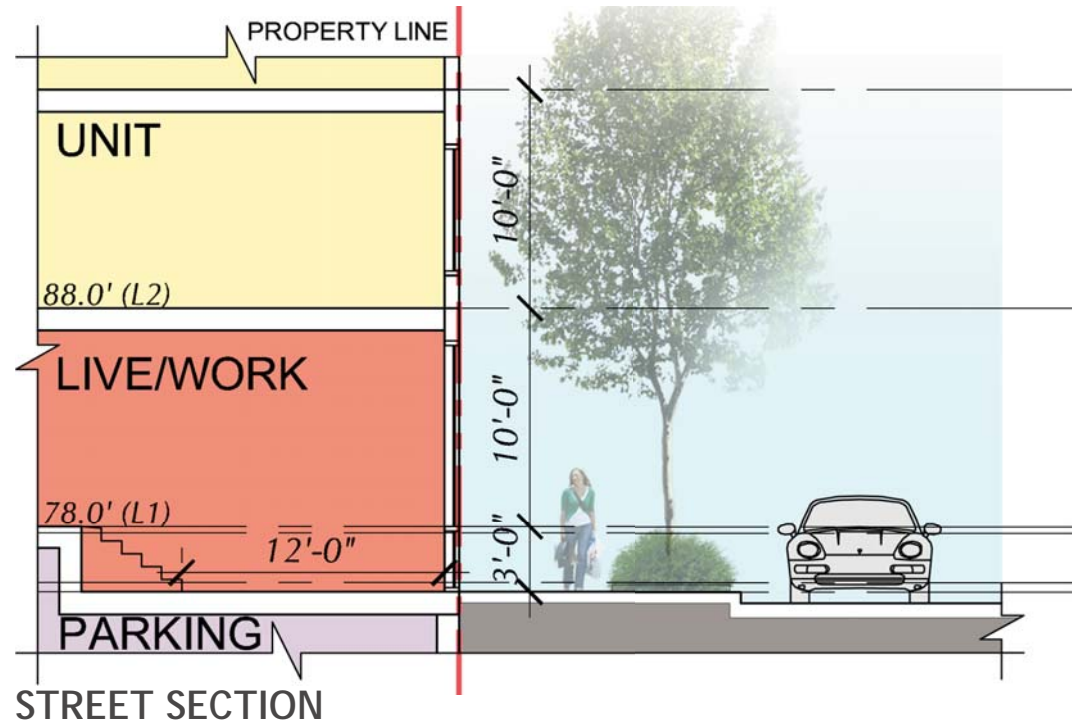 PROPERTY LINE
UNIT
10'-0"
88.0' (L2)
LIVE/WORK
10'-0"
78.0' (L1)
12'-0"
3'-0"
PARKING
STREET SECTION